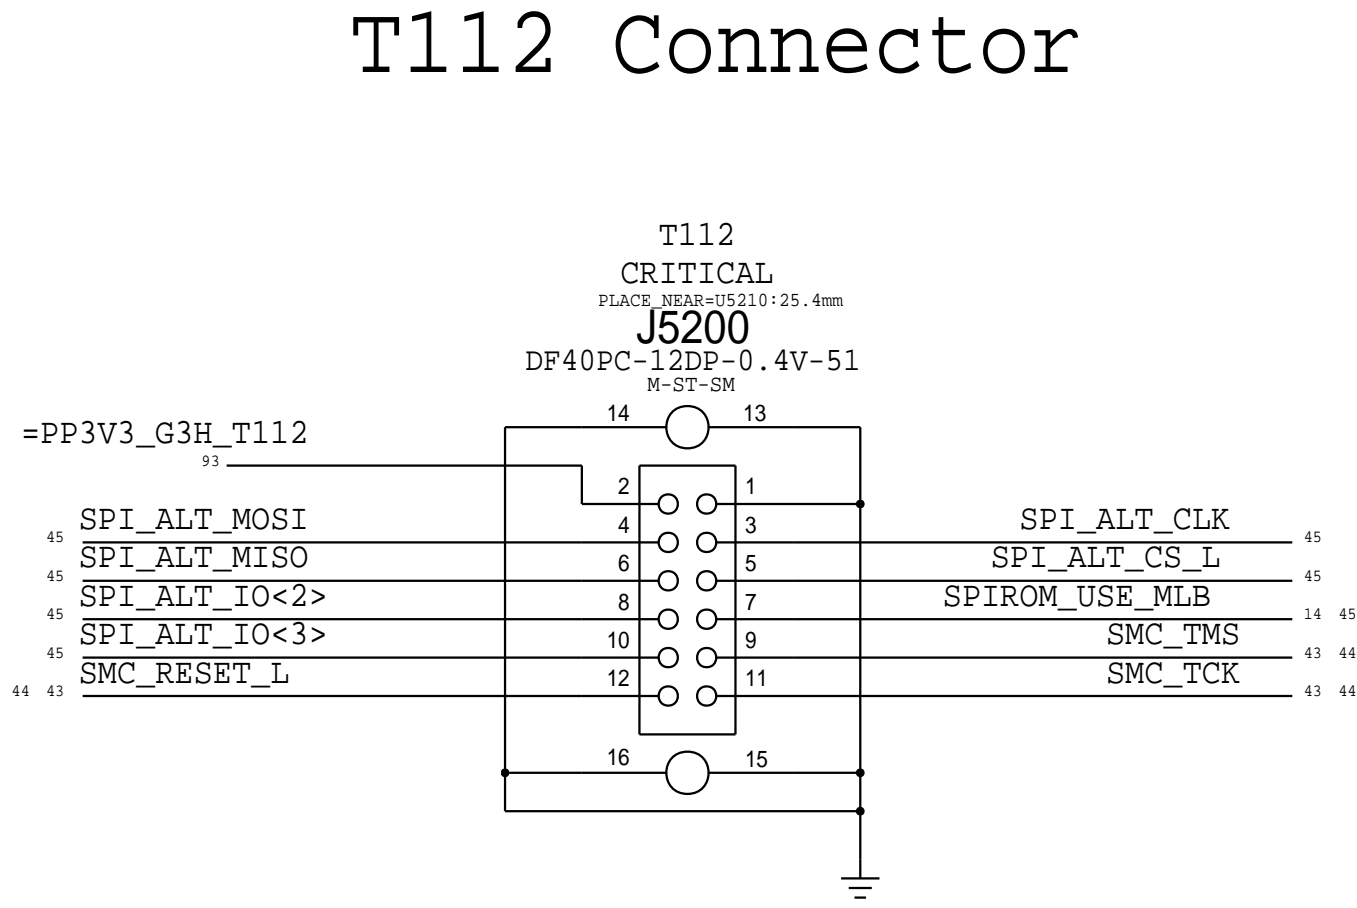 T112 Connector
T112
CRITICAL
PLACE_NEAR=U5210:25.4mm
J5200
DF40PC-12DP-0.4V-51
M-ST-SM
14 13
=PP3V3_G3H_T112
93
2 1
SPI_ALT_MOSI 4 3 SPI_ALT_CLK
45 45
SPI_ALT_MISO 6 5 SPI_ALT_CS_L
45 45
SPI_ALT_IO<2> 8 7 SPIROM_USE_MLB
45 14 45
SPI_ALT_IO<3> 10 9 SMC_TMS
45 43 44
SMC_RESET_L 12 11 SMC_TCK
44 43 43 44
16 15